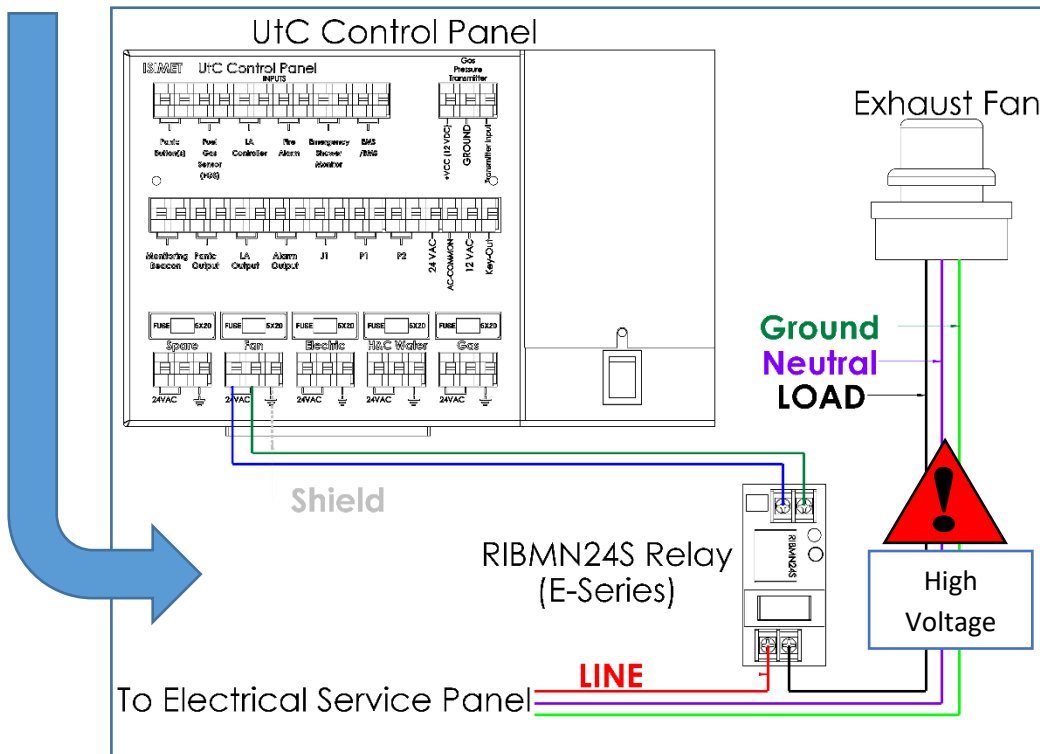 UtC Control Panel
ISIMET UtC Control Panel
INPUTS
Gas
Pressure
Transmitter
Panic
Button(s)
Fuel
Gas
Sensor
(FGS)
LA
Controller
Fire
Alarm
Emergency
Shower
Monitor
EMS
/BMS
+VCC (12 VDC)
GROUND
Transmitter Input
Exhaust Fan
Monitoring
Beacon
Panic
Output
LA
Output
Alarm
Output
J1
P1
P2
24 VAC
AC-COMMON
12 VAC
Key-Out
FUSE 5X20
FUSE 5X20
FUSE 5X20
FUSE 5X20
FUSE 5X20
Spare
Fan
Electric
H&C Water
Gas
24VAC
24VAC
24VAC
24VAC
24VAC
Ground
Neutral
LOAD
Shield
!
RIBMN24S Relay
(E-Series)
RIBMN24S
High
Voltage
LINE
To Electrical Service Panel